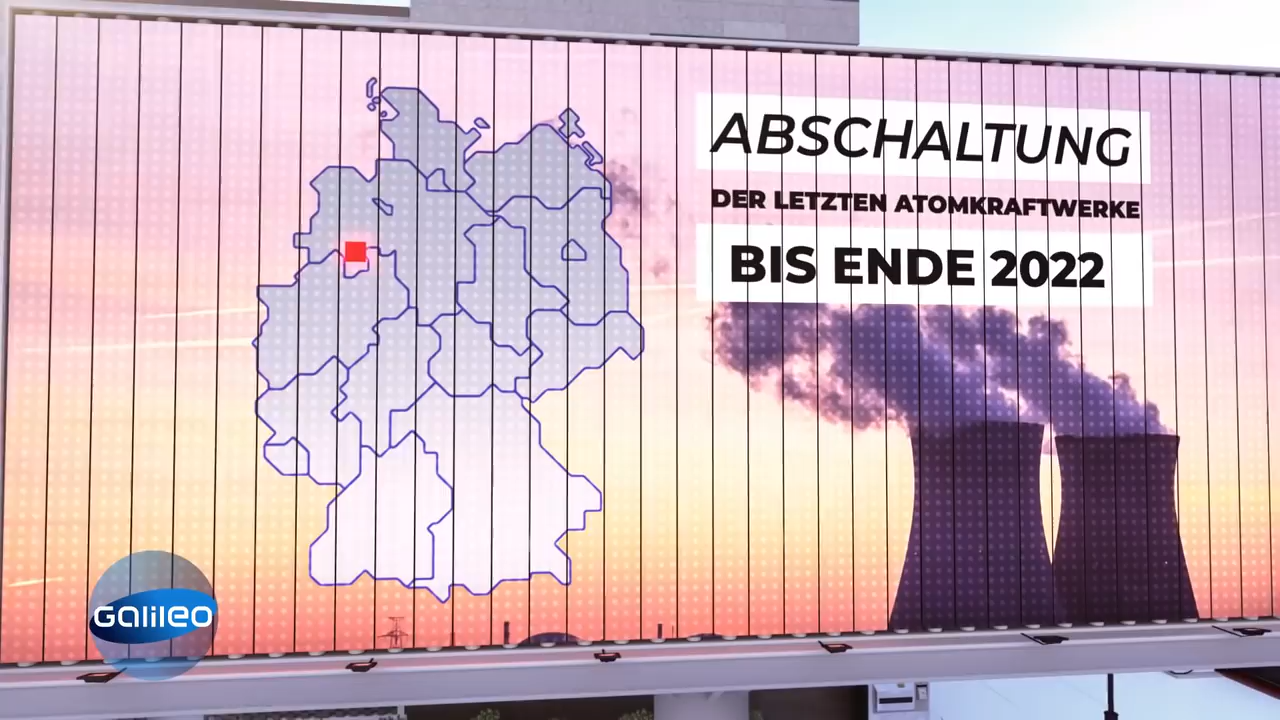 ABSCHALTUNG
DER LETZTEN ATOMKRAFTWERKE
BIS ENDE 2022
Galileo